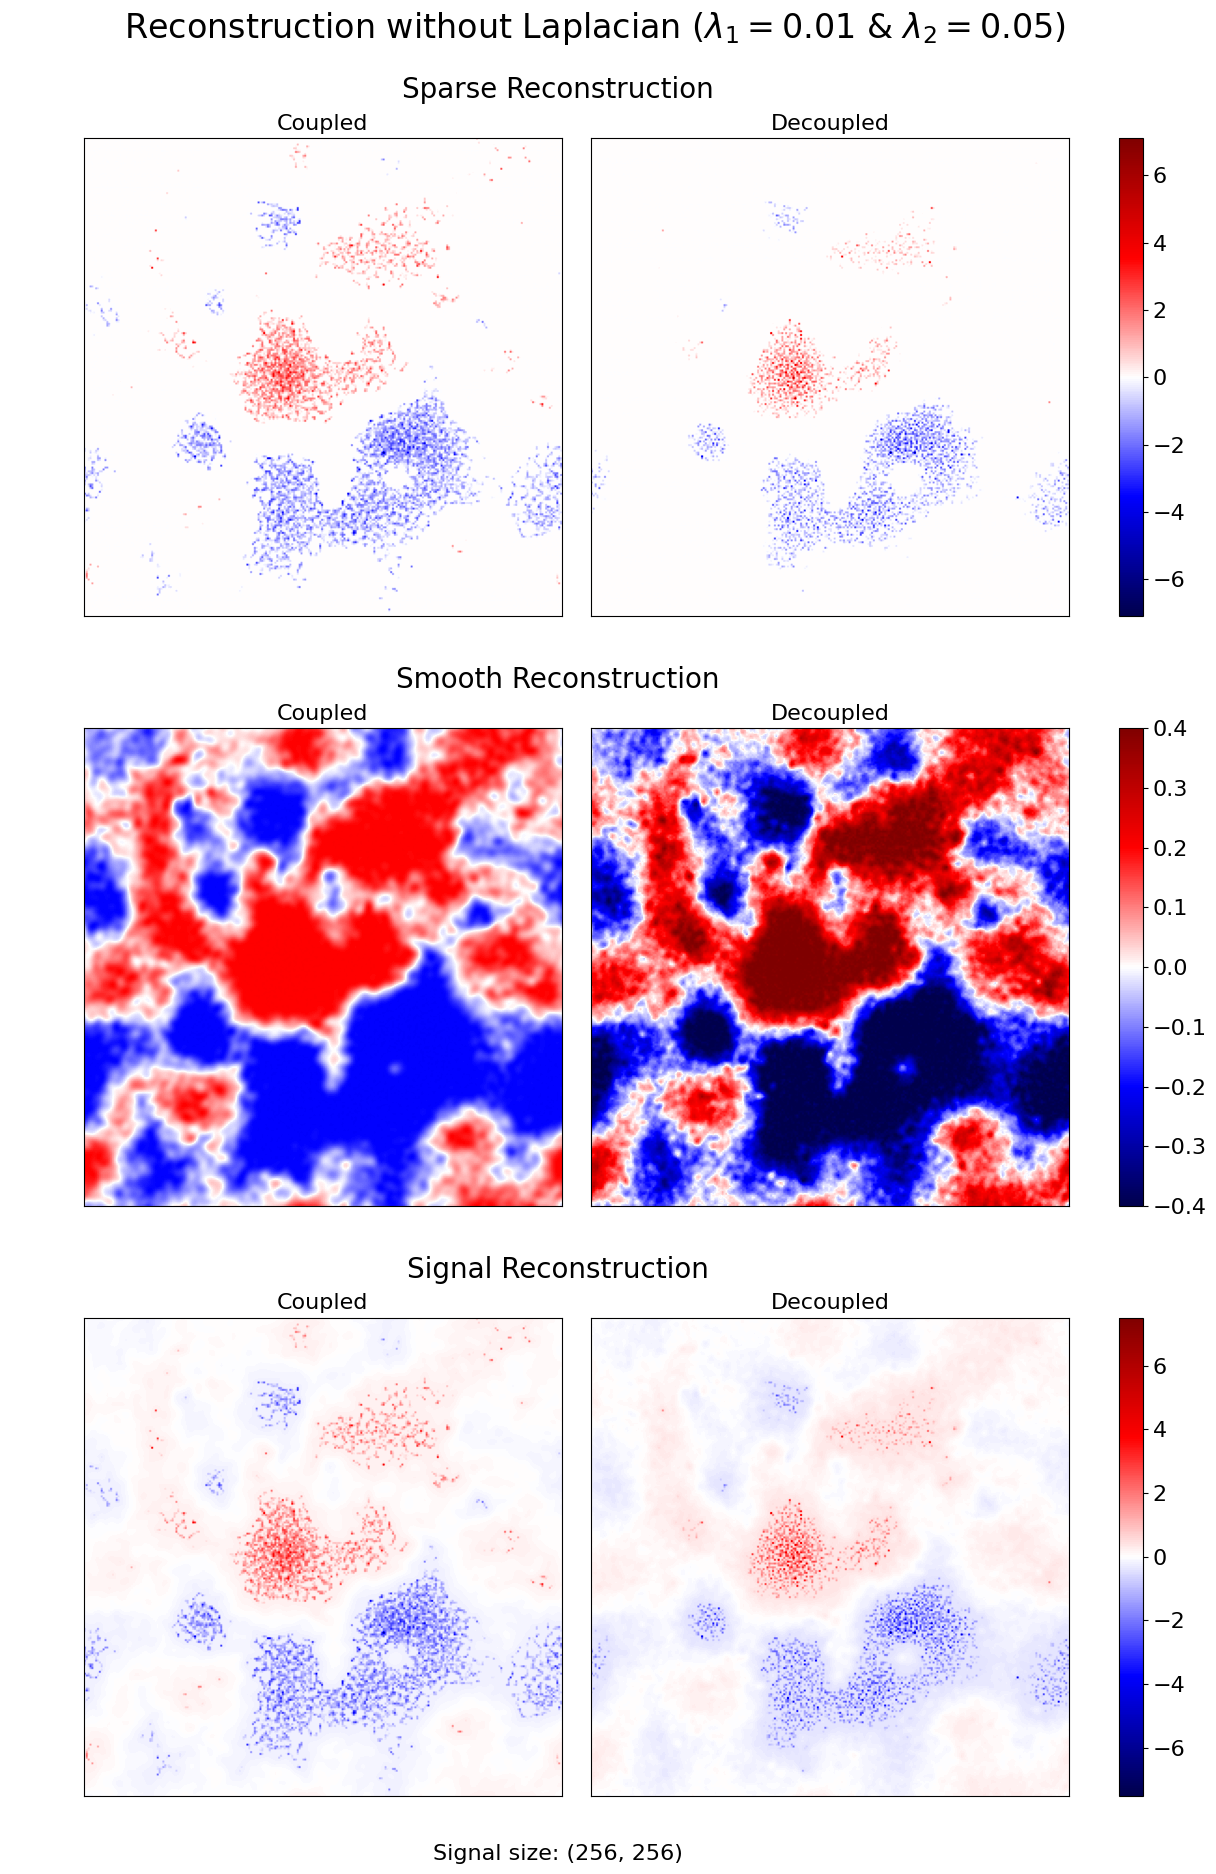 Reconstruction without Laplacian (λ₁ = 0.01 & λ₂ = 0.05)
Sparse Reconstruction
Coupled
Decoupled
6
4
2
0
−2
−4
−6
Smooth Reconstruction
Coupled
Decoupled
0.4
0.3
0.2
0.1
0.0
−0.1
−0.2
−0.3
−0.4
Signal Reconstruction
Coupled
Decoupled
6
4
2
0
−2
−4
−6
Signal size: (256, 256)